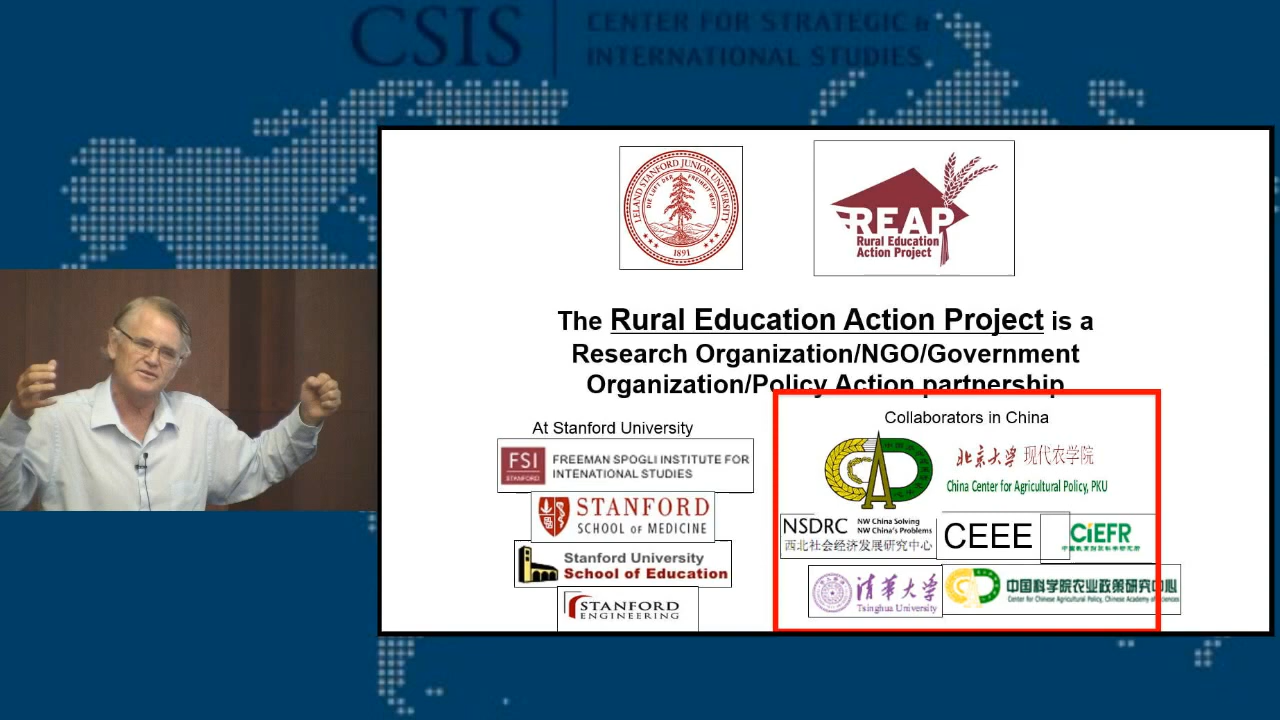 CSIS
CENTER FOR STRATEGIC &
INTERNATIONAL STUDIES
LELAND STANFORD JUNIOR UNIVERSITY
DIE LUFT DER FREIHEIT WEHT
1891
REAP
Rural Education
Action Project
The Rural Education Action Project is a
Research Organization/NGO/Government
Organization/Policy Action partnership
At Stanford University
FSI
STANFORD
FREEMAN SPOGLI INSTITUTE FOR
INTENATIONAL STUDIES
STANFORD
SCHOOL of MEDICINE
Stanford University
School of Education
STANFORD
ENGINEERING
Collaborators in China
北京大学 现代农学院
China Center for Agricultural Policy, PKU
NSDRC
NW China Solving
NW China's Problems
西北社会经济发展研究中心
CEEE
CiEFR
清華大学
Tsinghua University
中国科学院农业政策研究中心
Center for Chinese Agricultural Policy, Chinese Academy of Sciences